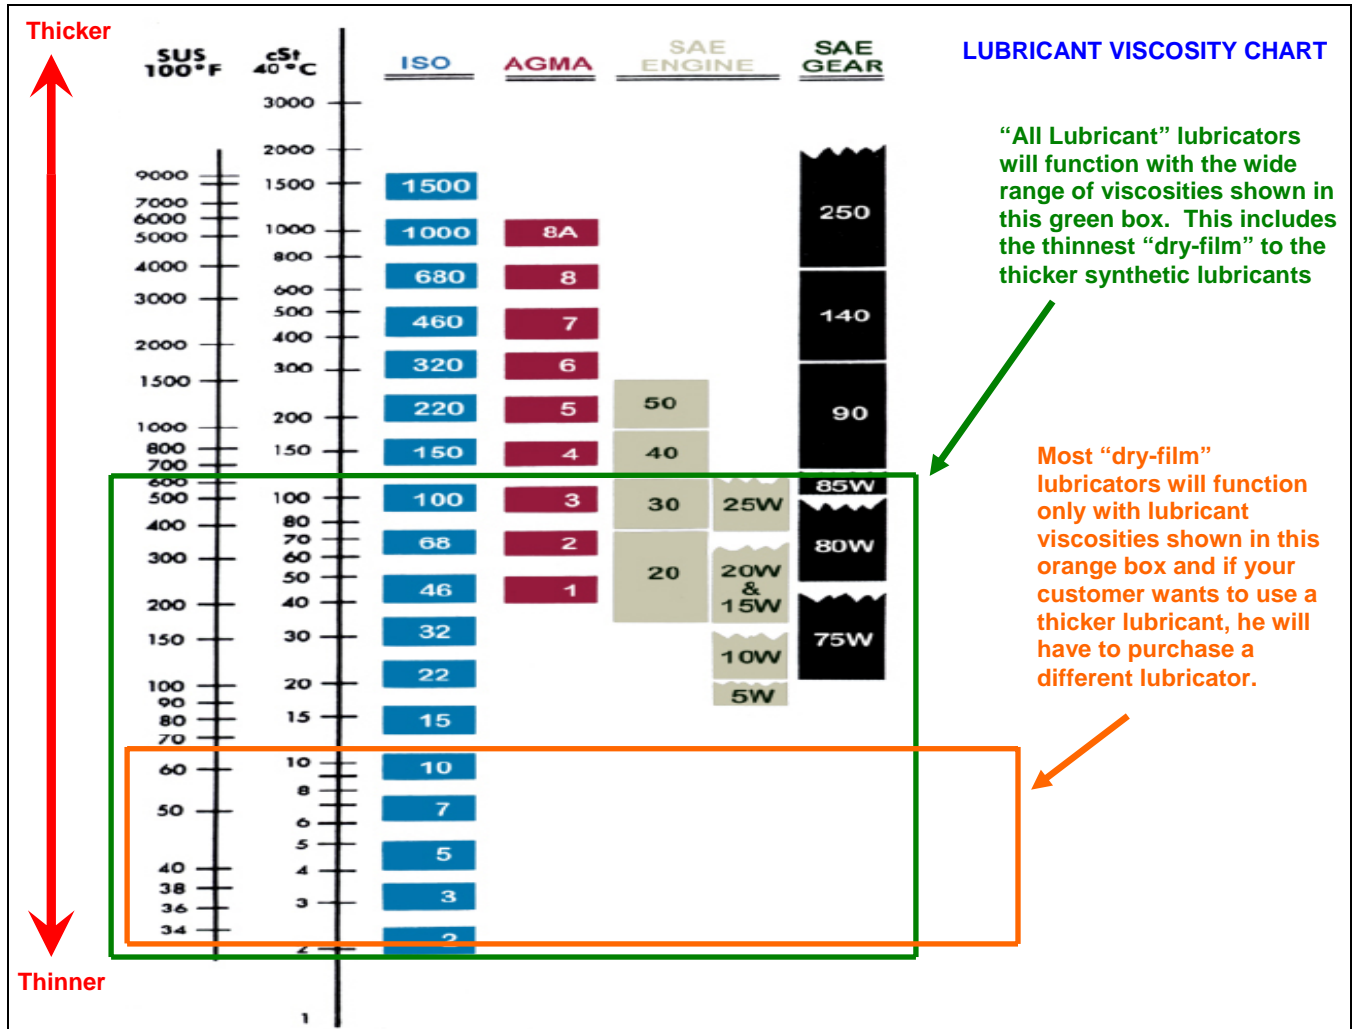 Thicker
SUS
100°F
cSt
40°C
ISO
AGMA
SAE
ENGINE
SAE
GEAR
LUBRICANT VISCOSITY CHART
“All Lubricant” lubricators
will function with the wide
range of viscosities shown in
this green box. This includes
the thinnest “dry-film” to the
thicker synthetic lubricants
Most “dry-film”
lubricators will function
only with lubricant
viscosities shown in this
orange box and if your
customer wants to use a
thicker lubricant, he will
have to purchase a
different lubricator.
9000
7000
6000
5000
4000
3000
2000
1500
1000
800
700
600
500
400
300
200
150
100
90
80
70
60
50
40
38
36
34
3000
2000
1500
1000
800
600
500
400
300
200
150
100
80
70
60
50
40
30
20
15
10
8
6
5
4
3
2
1
1500
1000
680
460
320
220
150
100
68
46
32
22
15
10
7
5
3
2
8A
8
7
6
5
4
3
2
1
50
40
30
20
25W
20W
&
15W
10W
5W
250
140
90
85W
80W
75W
Thinner